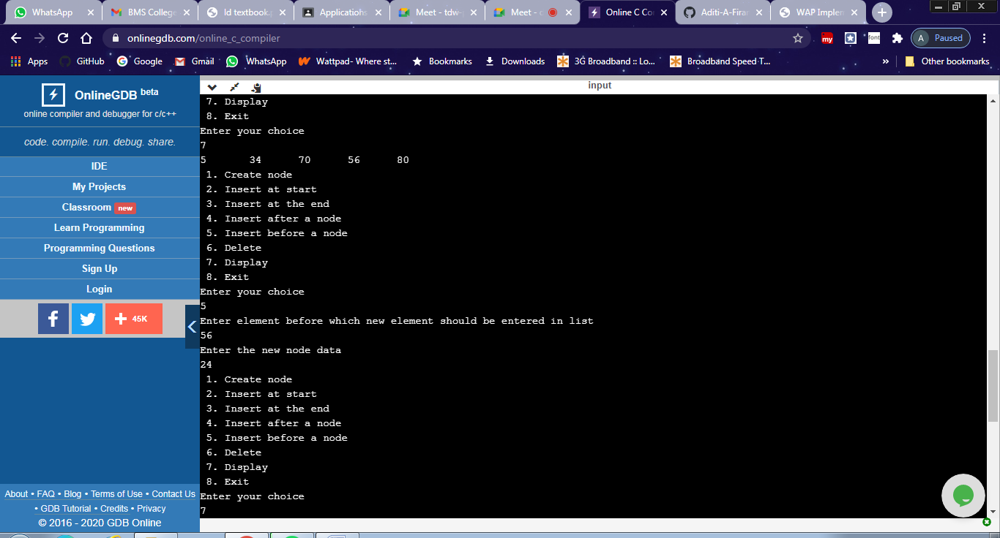 WhatsApp
BMS College
ld textbook.p
Applications
Meet - tdw-
Meet -
Online C Co
Aditi-A-Firan
WAP Implem
onlinegdb.com/online_c_compiler
my
font
A Paused
Apps
GitHub
Google
Gmail
WhatsApp
Wattpad- Where st...
Bookmarks
Downloads
3G Broadband :: Lo...
Broadband Speed T...
»
Other bookmarks
OnlineGDB beta
online compiler and debugger for c/c++
code. compile. run. debug. share.
IDE
My Projects
Classroom new
Learn Programming
Programming Questions
Sign Up
Login
45K
About • FAQ • Blog • Terms of Use • Contact Us
• GDB Tutorial • Credits • Privacy
© 2016 - 2020 GDB Online
input
7. Display
8. Exit
Enter your choice
7
5 34 70 56 80
1. Create node
2. Insert at start
3. Insert at the end
4. Insert after a node
5. Insert before a node
6. Delete
7. Display
8. Exit
Enter your choice
5
Enter element before which new element should be entered in list
56
Enter the new node data
24
1. Create node
2. Insert at start
3. Insert at the end
4. Insert after a node
5. Insert before a node
6. Delete
7. Display
8. Exit
Enter your choice
7